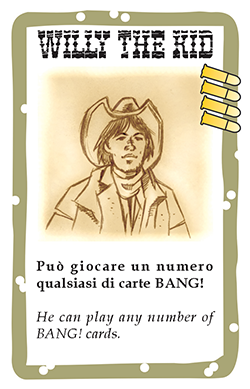 WILLY THE KID
Può giocare un numero
qualsiasi di carte BANG!
He can play any number of
BANG! cards.